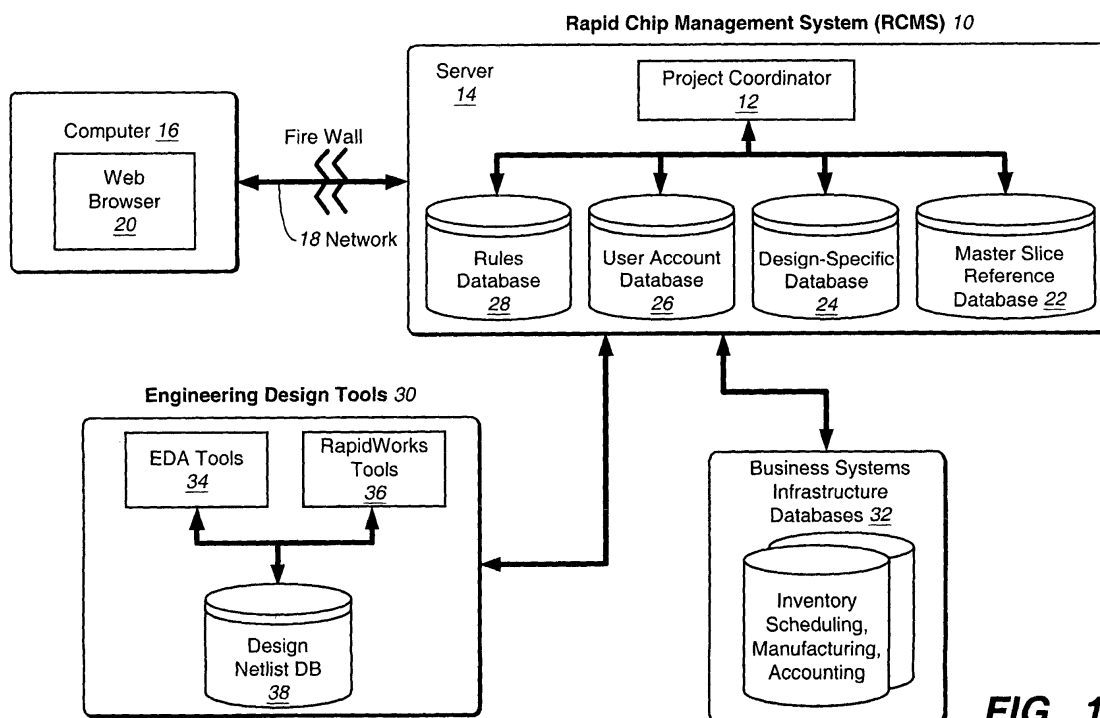 Rapid Chip Management System (RCMS) 10
Server
14
Project Coordinator
12
Computer 16
Web
Browser
20
Fire Wall
18 Network
Rules
Database
28
User Account
Database
26
Design-Specific
Database
24
Master Slice
Reference
Database 22
Engineering Design Tools 30
EDA Tools
34
RapidWorks
Tools
36
Design
Netlist DB
38
Business Systems
Infrastructure
Databases 32
Inventory
Scheduling,
Manufacturing,
Accounting
FIG. 1